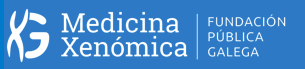 Medicina
Xenómica
FUNDACIÓN
PÚBLICA
GALEGA